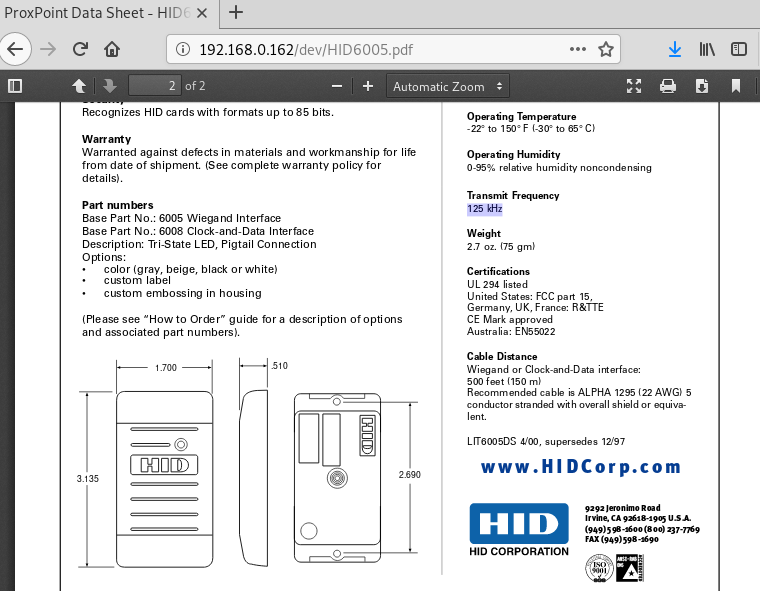 ProxPoint Data Sheet - HID6
192.168.0.162/dev/HID6005.pdf
2 of 2
Automatic Zoom
Recognizes HID cards with formats up to 85 bits.
Warranty
Warranted against defects in materials and workmanship for life
from date of shipment. (See complete warranty policy for
details).
Part numbers
Base Part No.: 6005 Wiegand Interface
Base Part No.: 6008 Clock-and-Data Interface
Description: Tri-State LED, Pigtail Connection
Options:
• color (gray, beige, black or white)
• custom label
• custom embossing in housing
(Please see “How to Order” guide for a description of options
and associated part numbers).
1.700
.510
3.135
2.690
HID
Operating Temperature
-22° to 150° F (-30° to 65° C)
Operating Humidity
0-95% relative humidity noncondensing
Transmit Frequency
125 kHz
Weight
2.7 oz. (75 gm)
Certifications
UL 294 listed
United States: FCC part 15,
Germany, UK, France: R&TTE
CE Mark approved
Australia: EN55022
Cable Distance
Wiegand or Clock-and-Data interface:
500 feet (150 m)
Recommended cable is ALPHA 1295 (22 AWG) 5
conductor stranded with overall shield or equiva-
lent.
LIT6005DS 4/00, supersedes 12/97
www.HIDCorp.com
HID
HID CORPORATION
9292 Jeronimo Road
Irvine, CA 92618-1905 U.S.A.
(949) 598-1600 (800) 237-7769
FAX (949) 598-1690
ISO
9001